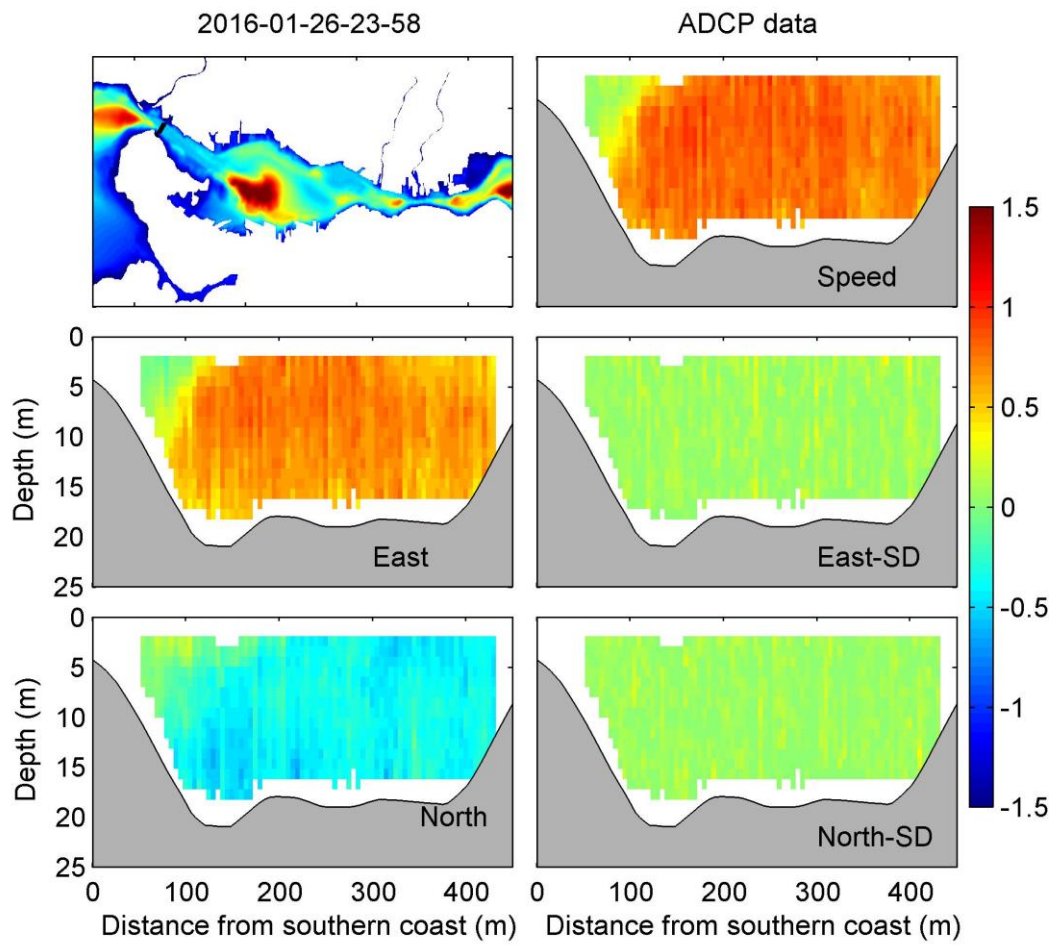 2016-01-26-23-58
ADCP data
Speed
0
5
10
15
20
25
Depth (m)
East
East-SD
1.5
1
0.5
0
-0.5
-1
-1.5
0
5
10
15
20
25
Depth (m)
North
North-SD
0 100 200 300 400
0 100 200 300 400
Distance from southern coast (m)
Distance from southern coast (m)